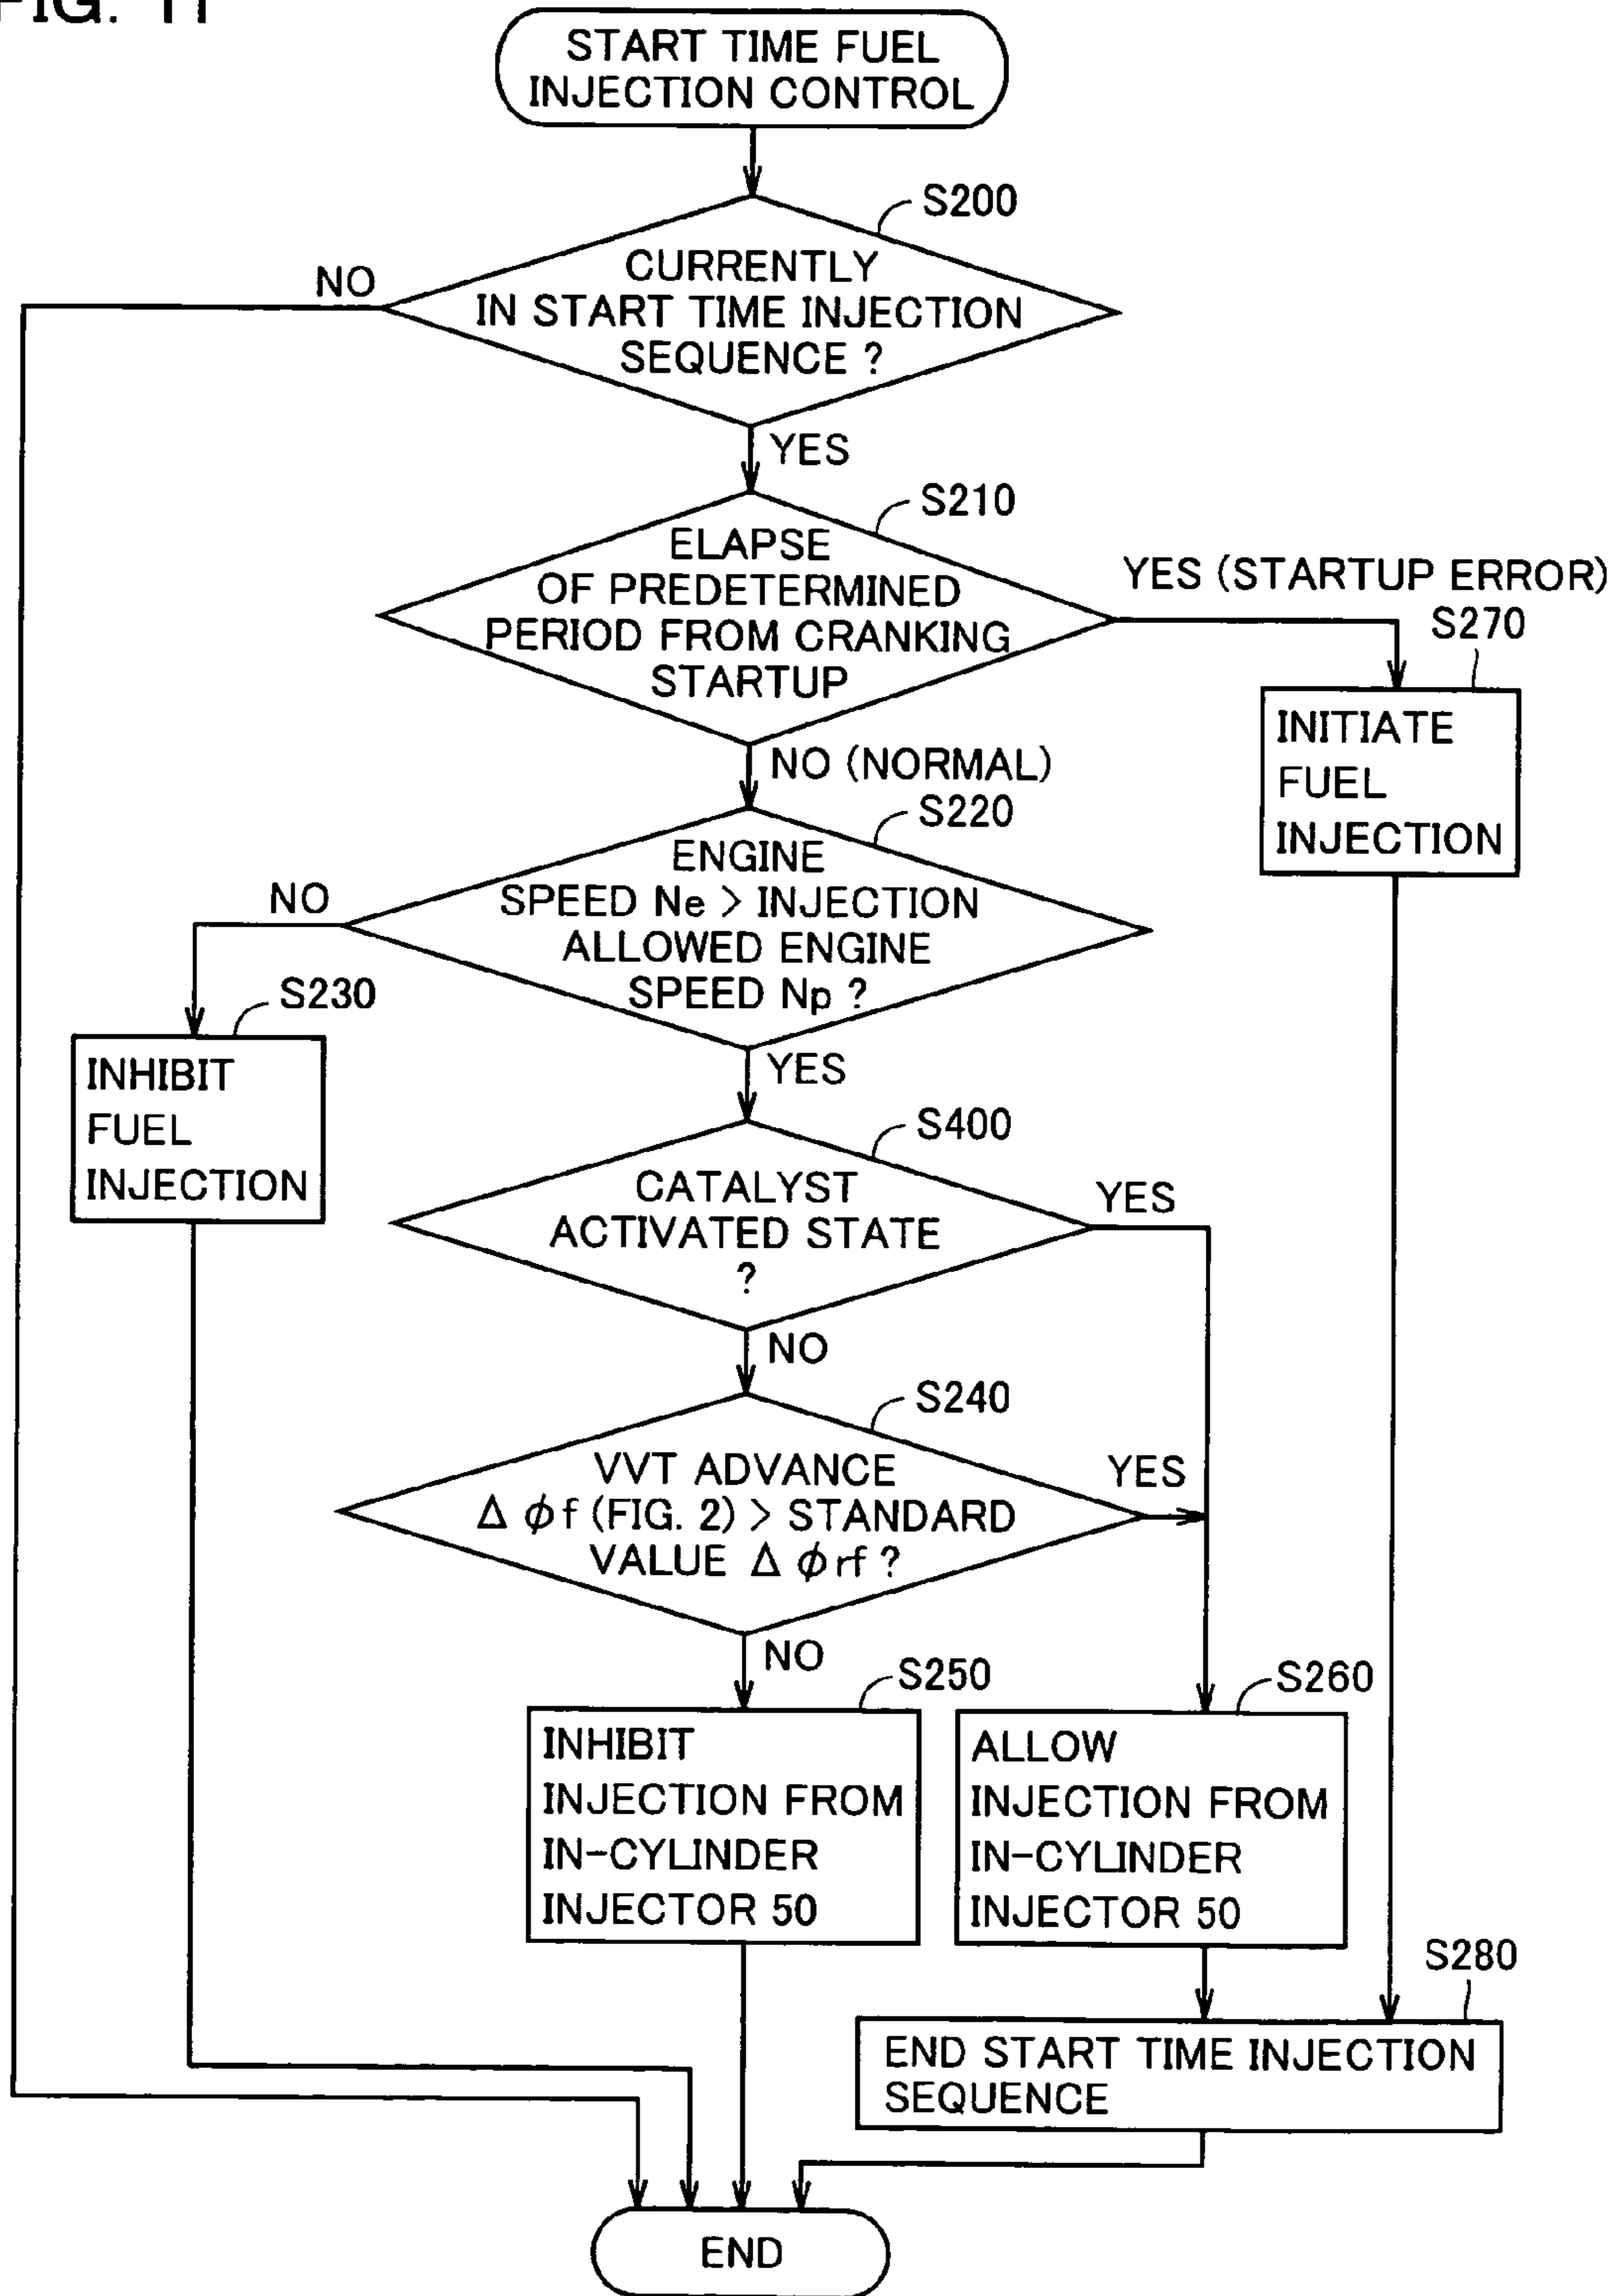 FIG. 11
START TIME FUEL
INJECTION CONTROL
S200
CURRENTLY
IN START TIME INJECTION
SEQUENCE ?
NO
YES
S210
ELAPSE
OF PREDETERMINED
PERIOD FROM CRANKING
STARTUP
YES (STARTUP ERROR)
S270
INITIATE
FUEL
INJECTION
NO (NORMAL)
S220
ENGINE
SPEED Ne > INJECTION
ALLOWED ENGINE
SPEED Np ?
NO
S230
INHIBIT
FUEL
INJECTION
YES
S400
CATALYST
ACTIVATED STATE
?
YES
NO
S240
VVT ADVANCE
Δ φf (FIG. 2) > STANDARD
VALUE Δ φrf ?
YES
NO
S250
INHIBIT
INJECTION FROM
IN-CYLINDER
INJECTOR 50
S260
ALLOW
INJECTION FROM
IN-CYLINDER
INJECTOR 50
S280
END START TIME INJECTION
SEQUENCE
END